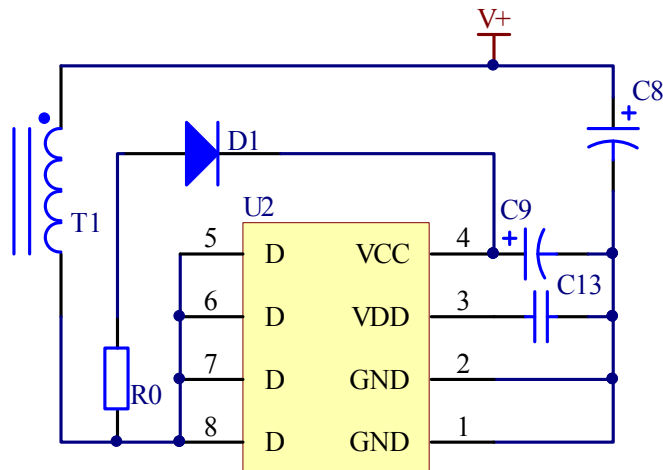 V+
C8
+
D1
T1
U2
C9
+
5 D VCC 4
C13
6 D VDD 3
7 D GND 2
R0
8 D GND 1